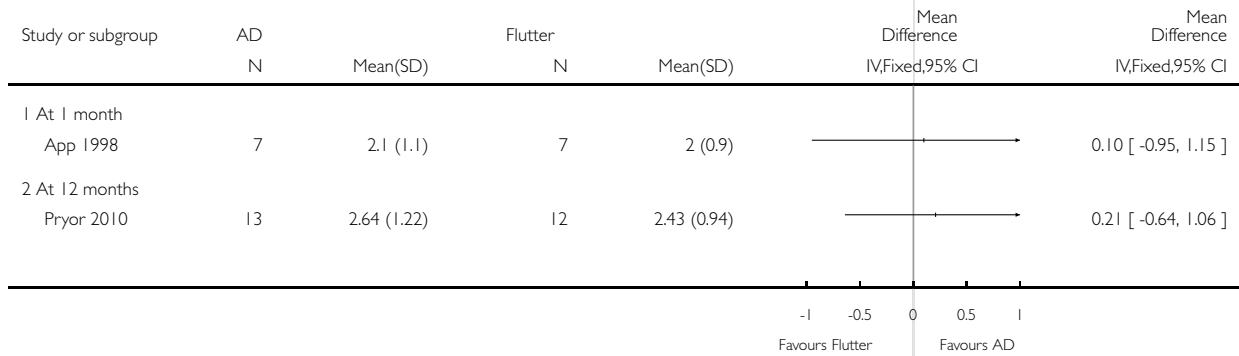 Study or subgroup AD Flutter Mean Difference Mean Difference
N Mean(SD) N Mean(SD) IV,Fixed,95% CI IV,Fixed,95% CI
1 At 1 month
App 1998 7 2.1 (1.1) 7 2 (0.9) 0.10 [ -0.95, 1.15 ]
2 At 12 months
Pryor 2010 13 2.64 (1.22) 12 2.43 (0.94) 0.21 [ -0.64, 1.06 ]
-1 -0.5 0 0.5 1
Favours Flutter Favours AD